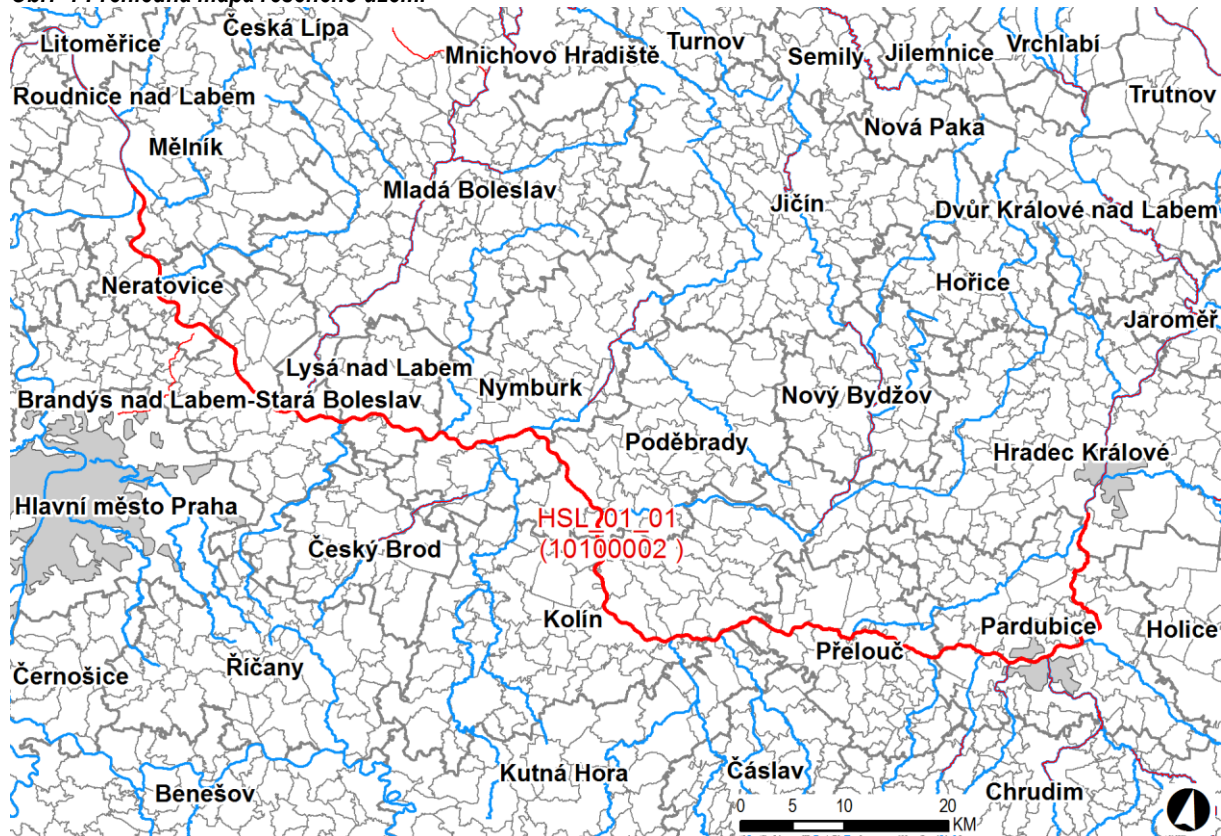 Litoměřice
Česká Lípa
Mnichovo Hradiště
Turnov
Semily
Jilemnice
Vrchlabí
Roudnice nad Labem
Trutnov
Mělník
Nová Paka
Mladá Boleslav
Jičín
Dvůr Králové nad Labem
Neratovice
Hořice
Jaroměř
Lysá nad Labem
Nymburk
Brandýs nad Labem-Stará Boleslav
Nový Bydžov
Poděbrady
Hradec Králové
Hlavní město Praha
HSL_01_01
(10100002 )
Český Brod
Kolín
Pardubice
Holice
Přelouč
Černošice
Říčany
Kutná Hora
Čáslav
Benešov
Chrudim
0 5 10 20
KM